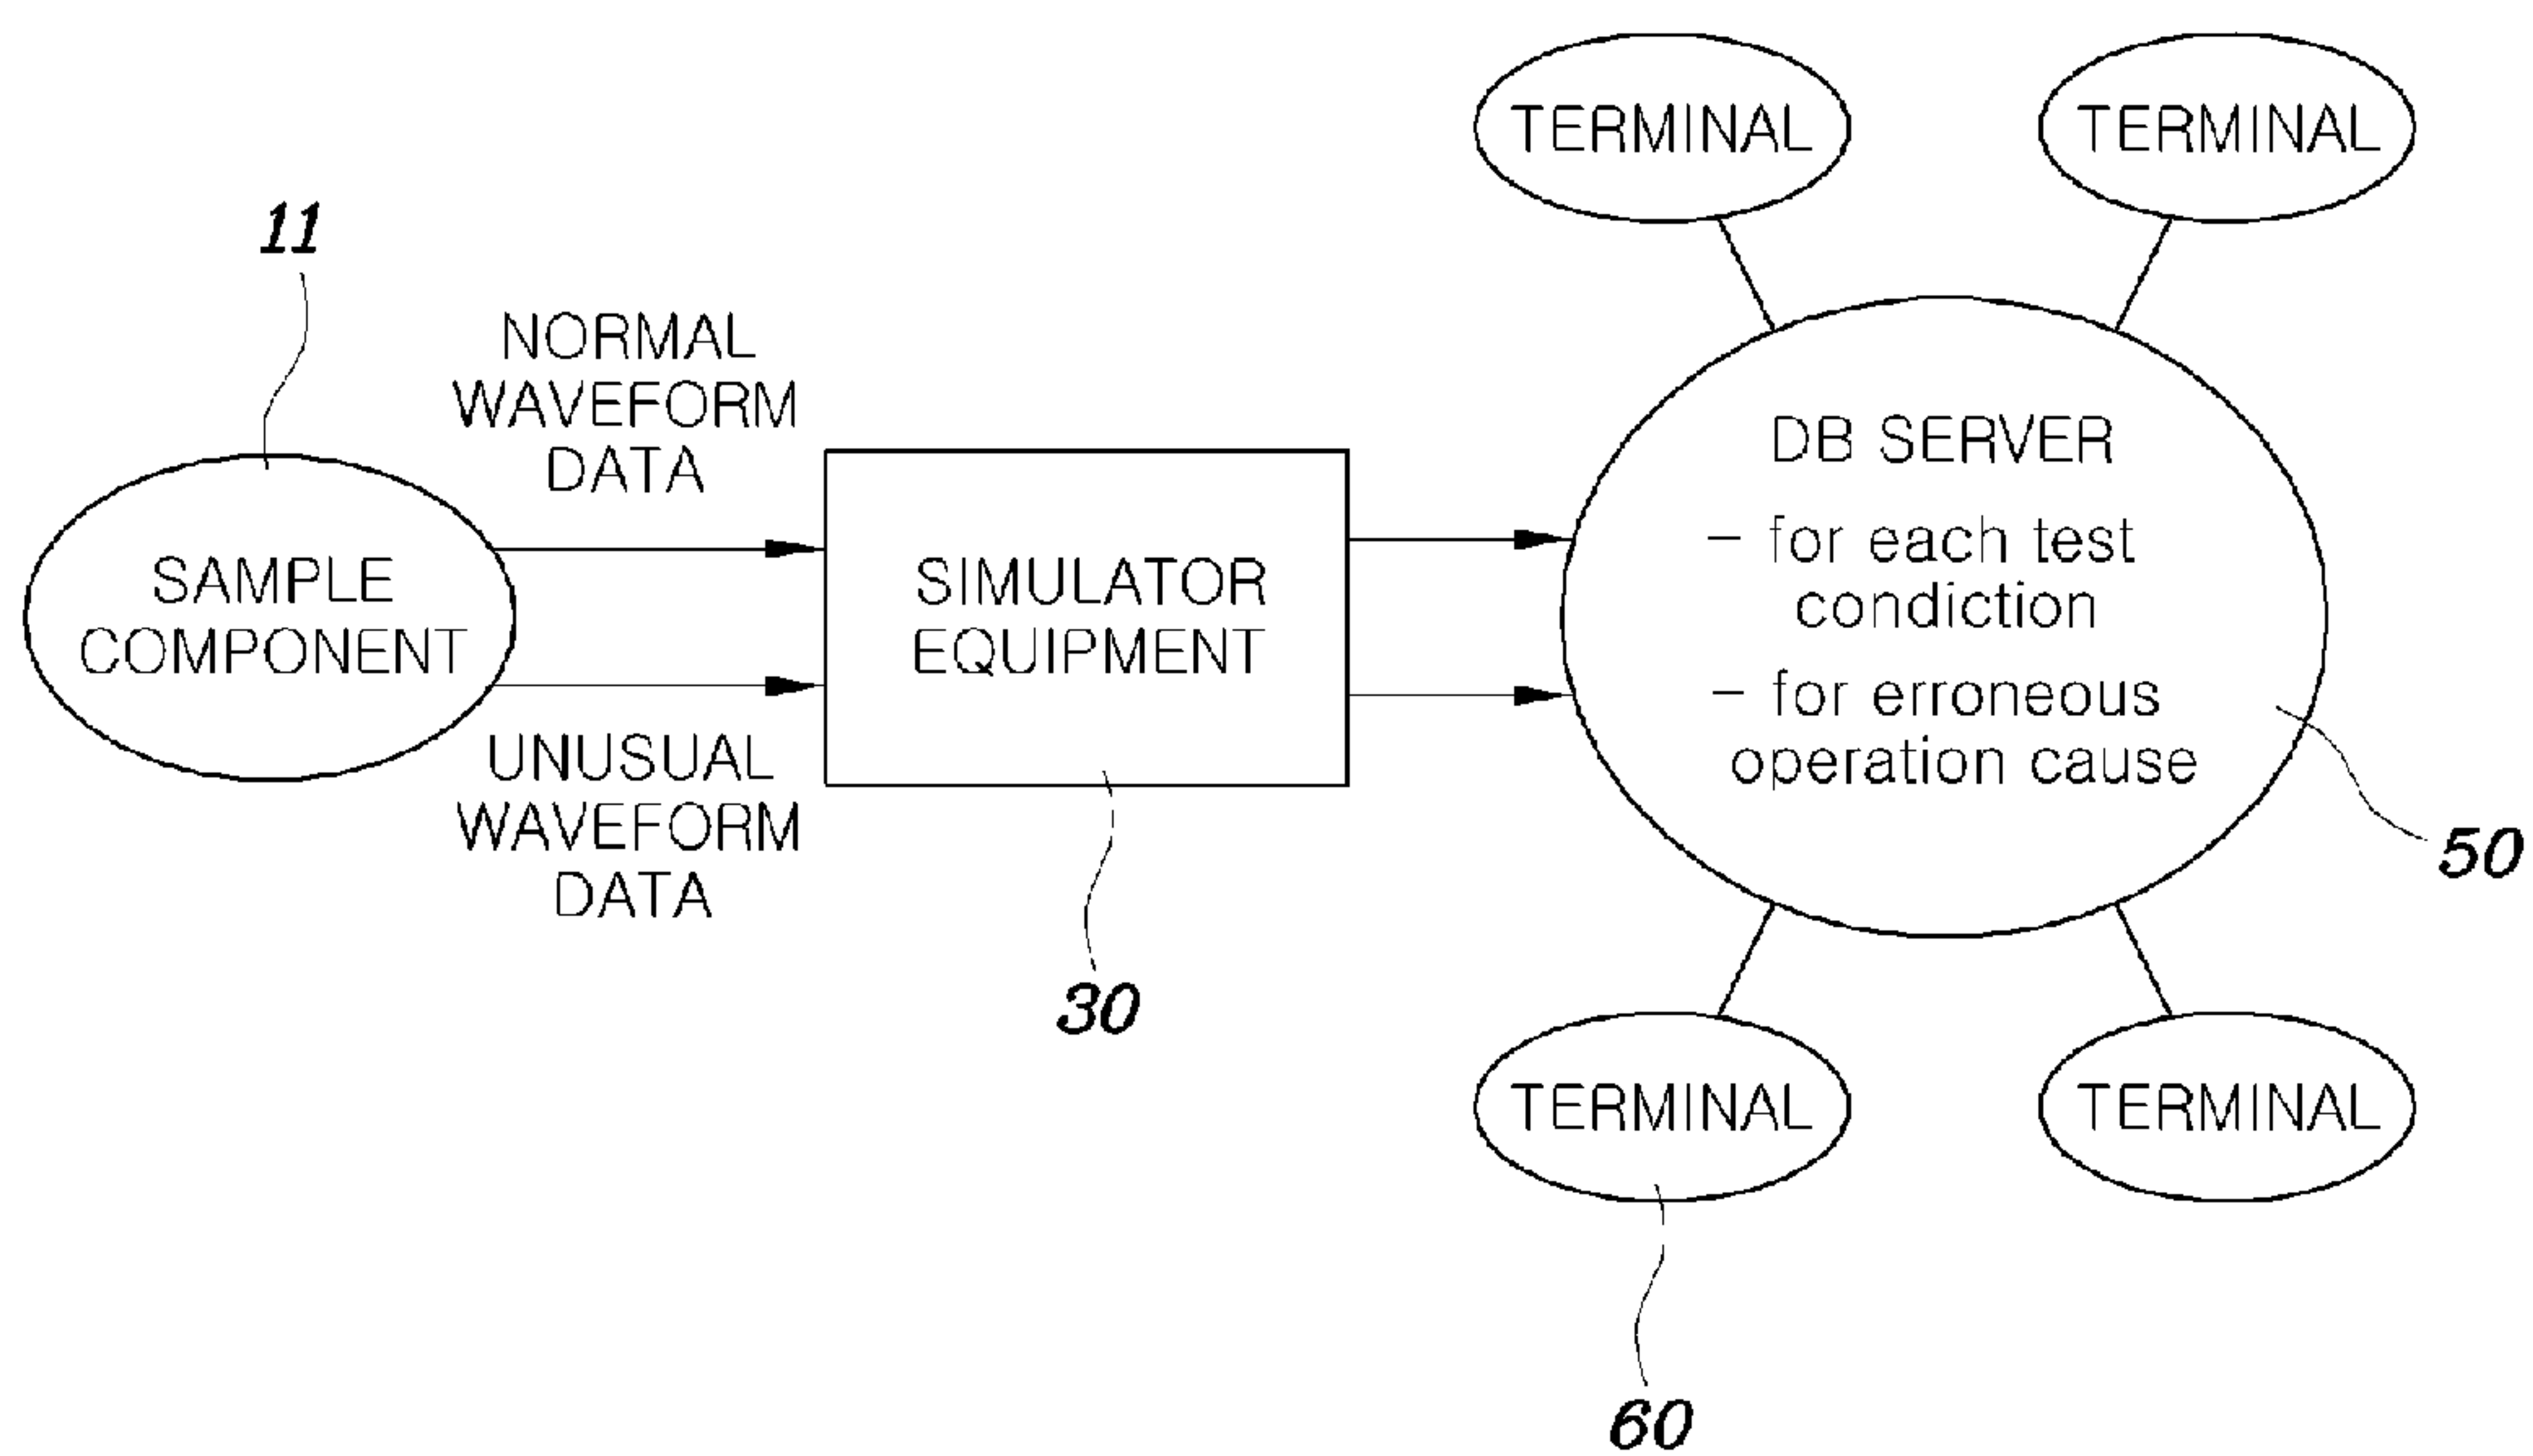 TERMINAL
TERMINAL
11
NORMAL
WAVEFORM
DATA
SAMPLE
COMPONENT
UNUSUAL
WAVEFORM
DATA
SIMULATOR
EQUIPMENT
30
DB SERVER
– for each test
condiction
– for erroneous
operation cause
50
TERMINAL
TERMINAL
60